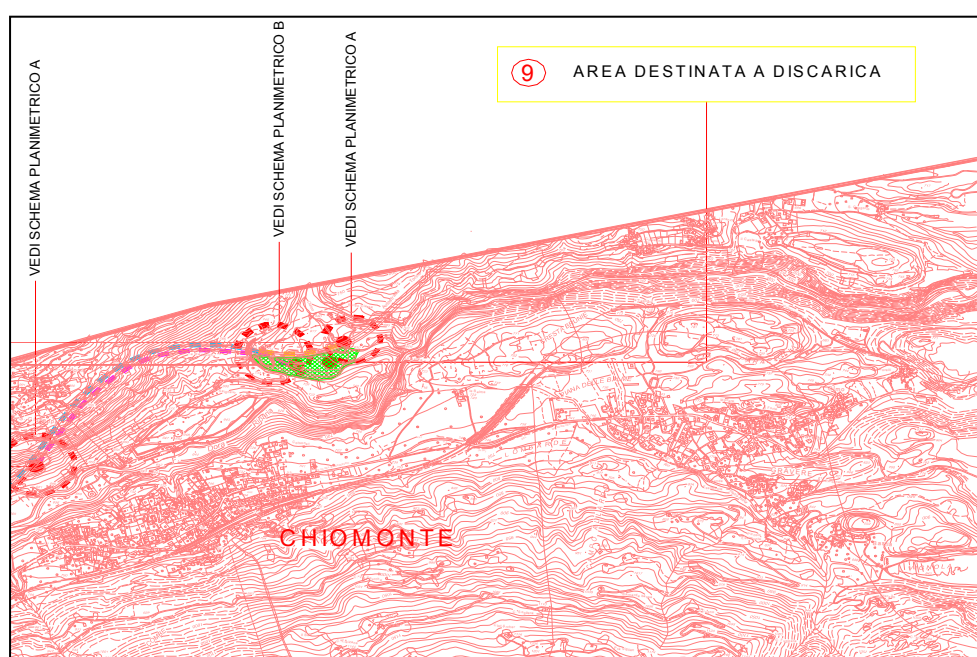 VEDI SCHEMA PLANIMETRICO A
VEDI SCHEMA PLANIMETRICO B
VEDI SCHEMA PLANIMETRICO A
9 AREA DESTINATA A DISCARICA
CHIOMONTE